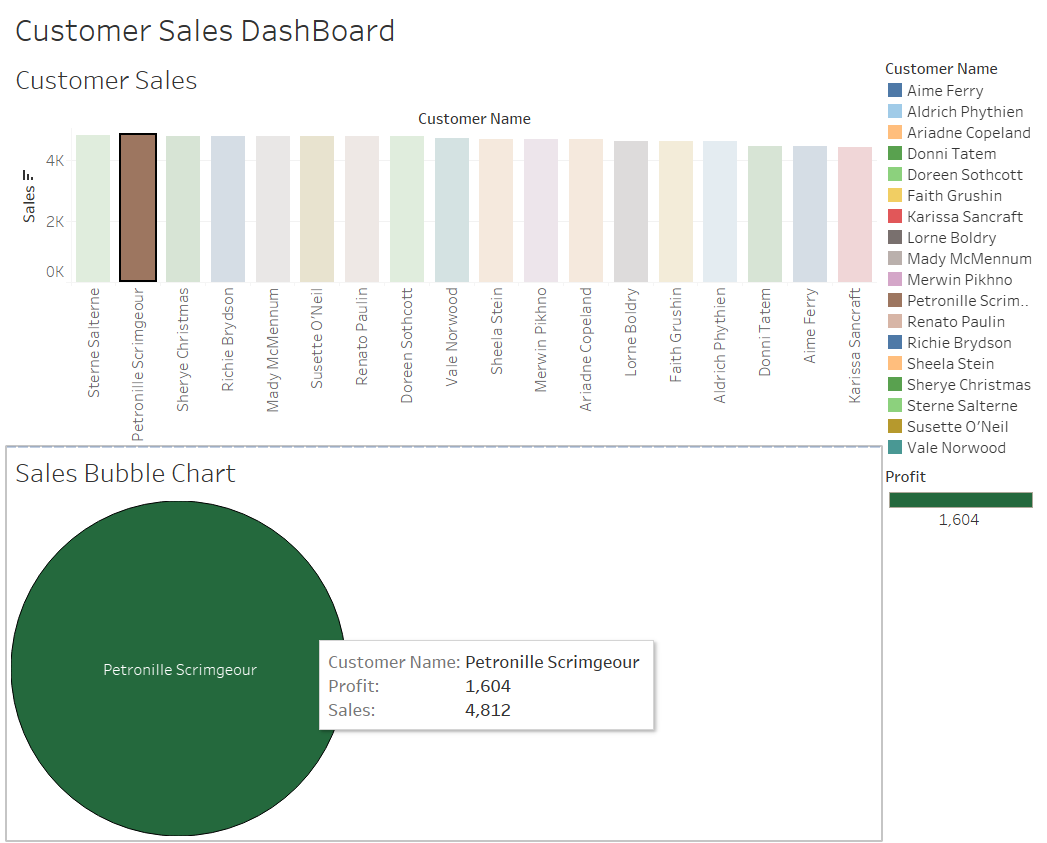 Customer Sales DashBoard
Customer Sales
Customer Name
Sales
4K
2K
0K
Sterne Salterne
Petronille Scrimgeour
Sherye Christmas
Richie Brydson
Mady McMennum
Susette O'Neil
Renato Paulin
Doreen Sothcott
Vale Norwood
Sheela Stein
Merwin Pikhno
Ariadne Copeland
Lorne Boldry
Faith Grushin
Aldrich Phythien
Donni Tatem
Aime Ferry
Karissa Sancraft
Customer Name
Aime Ferry
Aldrich Phythien
Ariadne Copeland
Donni Tatem
Doreen Sothcott
Faith Grushin
Karissa Sancraft
Lorne Boldry
Mady McMennum
Merwin Pikhno
Petronille Scrim..
Renato Paulin
Richie Brydson
Sheela Stein
Sherye Christmas
Sterne Salterne
Susette O'Neil
Vale Norwood
Profit
1,604
Sales Bubble Chart
Petronille Scrimgeour
Customer Name: Petronille Scrimgeour
Profit: 1,604
Sales: 4,812